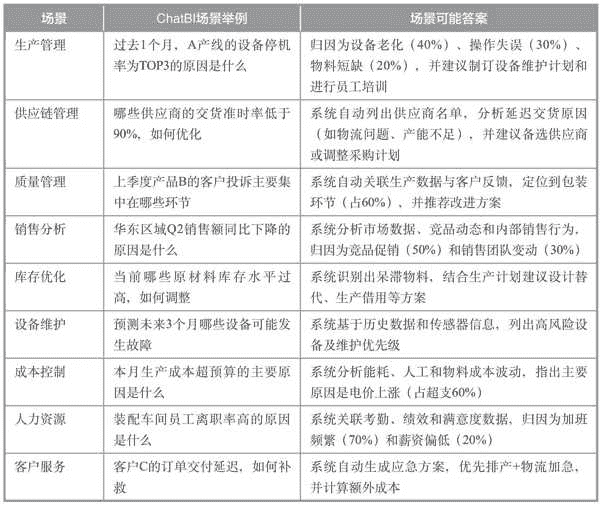 场景
ChatBI场景举例
场景可能答案
生产管理
过去1个月，A产线的设备停机
率为TOP3的原因是什么
归因为设备老化（40%）、操作失误（30%）、
物料短缺（20%），并建议制订设备维护计划和
进行员工培训
供应链管理
哪些供应商的交货准时率低于
90%，如何优化
系统自动列出供应商名单，分析延迟交货原因
（如物流问题、产能不足），并建议备选供应商
或调整采购计划
质量管理
上季度产品B的客户投诉主要集
中在哪些环节
系统自动关联生产数据与客户反馈，定位到包装
环节（占60%），并推荐改进方案
销售分析
华东区域Q2销售额同比下降的
原因是什么
系统分析市场数据、竞品动态和内部销售行为，
归因为竞品促销（50%）和销售团队变动（30%）
库存优化
当前哪些原材料库存水平过
高，如何调整
系统识别出呆滞物料，结合生产计划建议设计替
代、生产借用等方案
设备维护
预测未来3个月哪些设备可能发
生故障
系统基于历史数据和传感器信息，列出高风险设
备及维护优先级
成本控制
本月生产成本超预算的主要原
因是什么
系统分析能耗、人工和物料成本波动，指出主要
原因是电价上涨（占超支60%）
人力资源
装配车间员工离职率高的原因
是什么
系统关联考勤、绩效和满意度数据，归因为加班
频繁（70%）和薪资偏低（20%）
客户服务
客户C的订单交付延迟，如何补
救
系统自动生成应急方案，优先排产+物流加急，
并计算额外成本